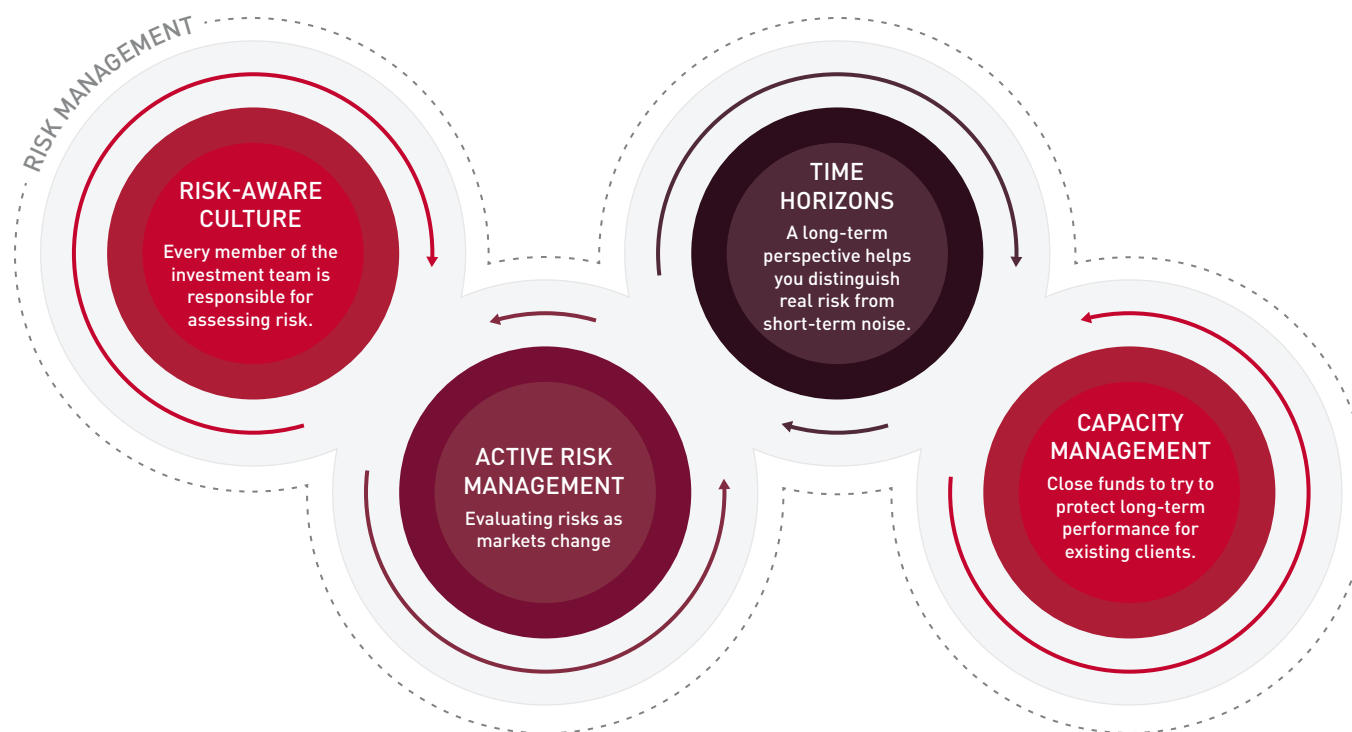 RISK MANAGEMENT
RISK-AWARE
CULTURE
Every member of the
investment team is
responsible for
assessing risk.
ACTIVE RISK
MANAGEMENT
Evaluating risks as
markets change
TIME
HORIZONS
A long-term
perspective helps
you distinguish
real risk from
short-term noise.
CAPACITY
MANAGEMENT
Close funds to try to
protect long-term
performance for
existing clients.